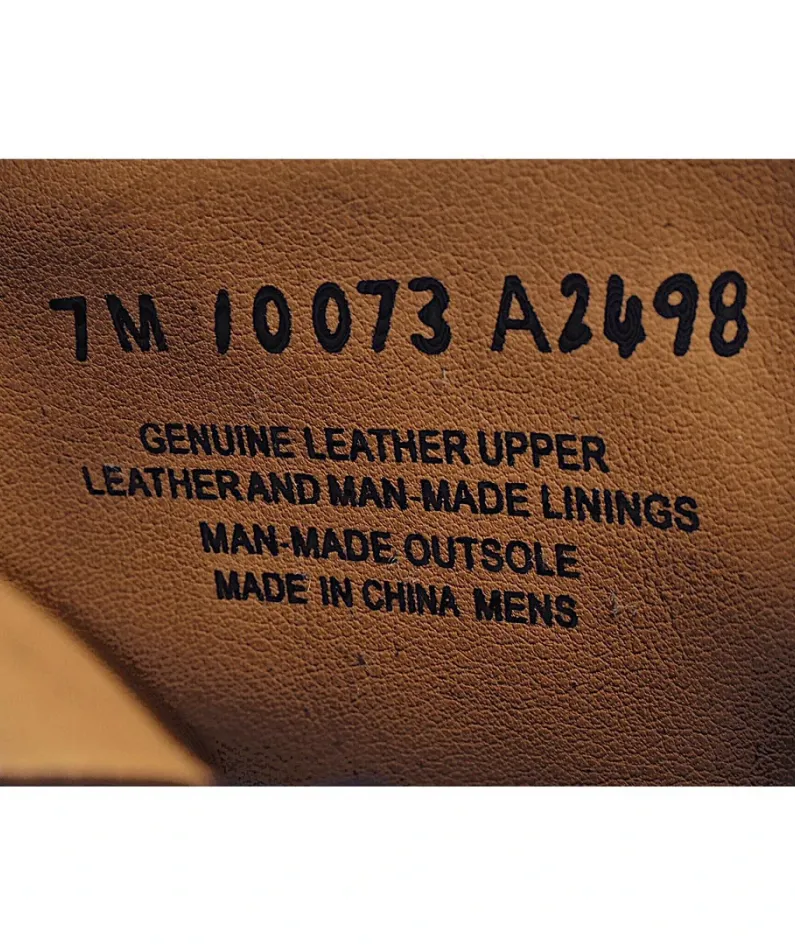 7M 10073 A2498
GENUINE LEATHER UPPER
LEATHER AND MAN-MADE LININGS
MAN-MADE OUTSOLE
MADE IN CHINA MENS